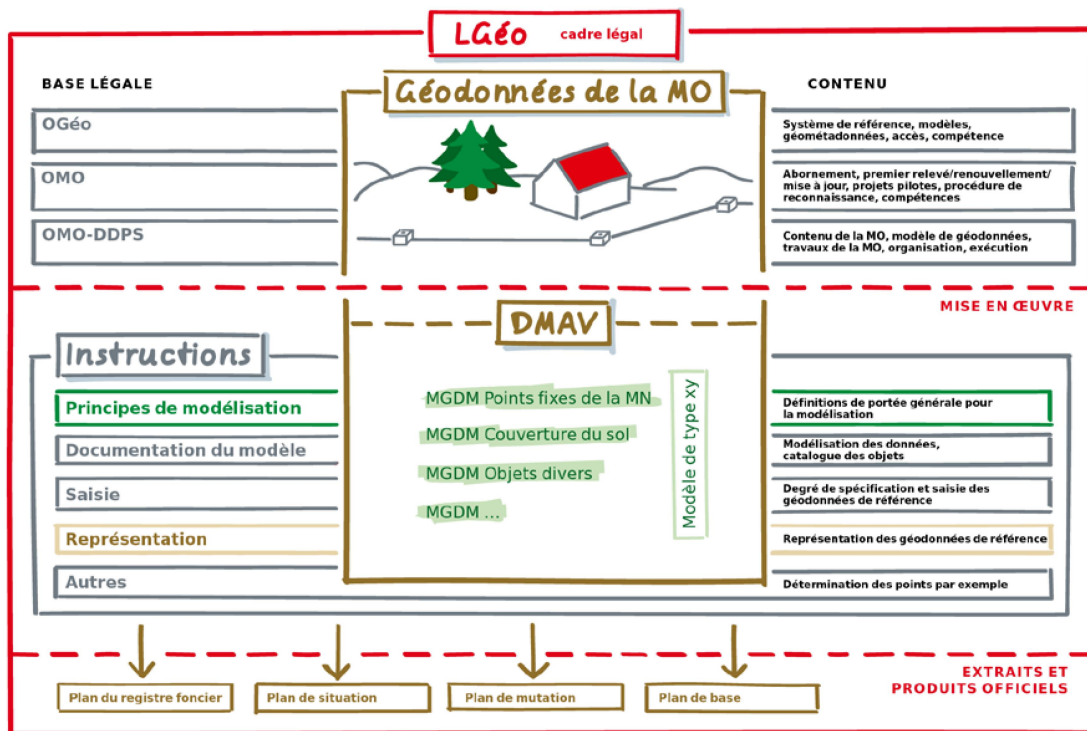 LGéo cadre légal
BASE LÉGALE
Géodonnées de la MO
CONTENU
OGéo
Système de référence, modèles,
géométadonnées, accès, compétence
OMO
Abornement, premier relevé/renouvellement/
mise à jour, projets pilotes, procédure de
reconnaissance, compétences
OMO-DDPS
Contenu de la MO, modèle de géodonnées,
travaux de la MO, organisation, exécution
MISE EN ŒUVRE
DMAV
Instructions
Principes de modélisation
MGDM Points fixes de la MN
Définitions de portée générale pour
la modélisation
Documentation du modèle
MGDM Couverture du sol
Modélisation des données,
catalogue des objets
Saisie
MGDM Objets divers
Degré de spécification et saisie des
géodonnées de référence
MGDM ...
Modèle de type xy
Représentation
Représentation des géodonnées de référence
Autres
Détermination des points par exemple
EXTRAITS ET
PRODUITS OFFICIELS
Plan du registre foncier
Plan de situation
Plan de mutation
Plan de base